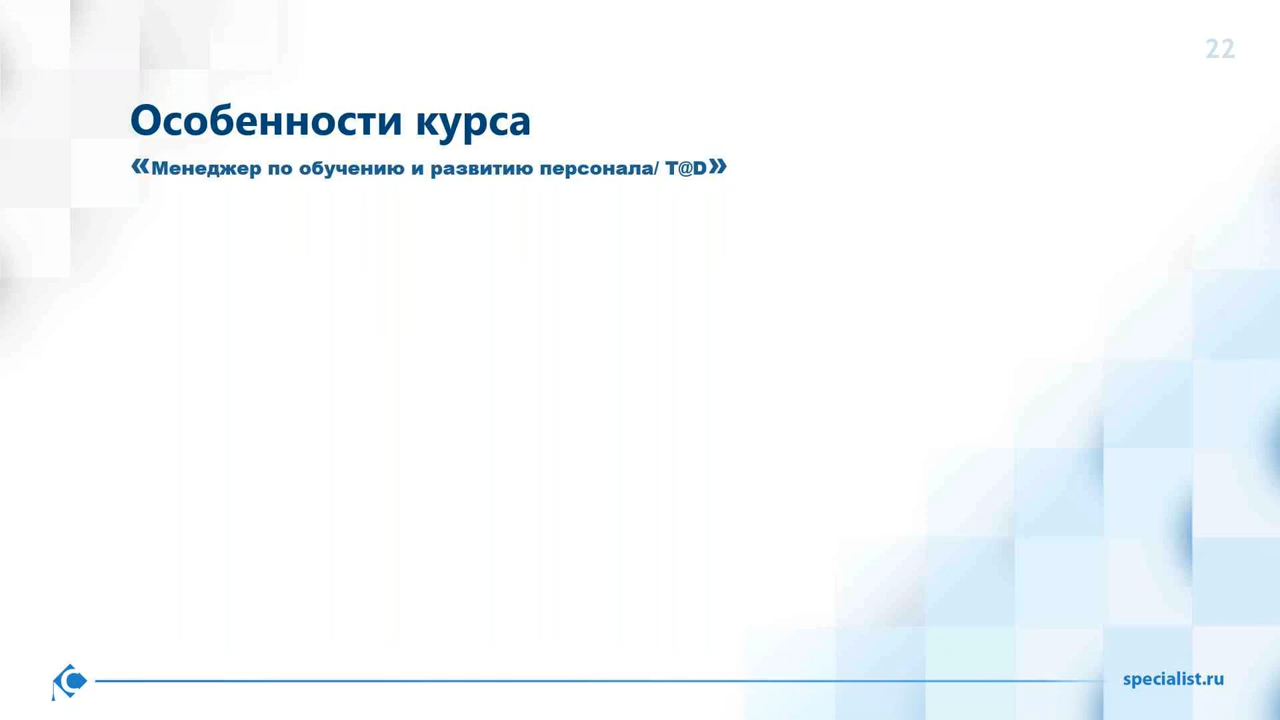 22
Особенности курса
«Менеджер по обучению и развитию персонала/ T@D»
specialist.ru